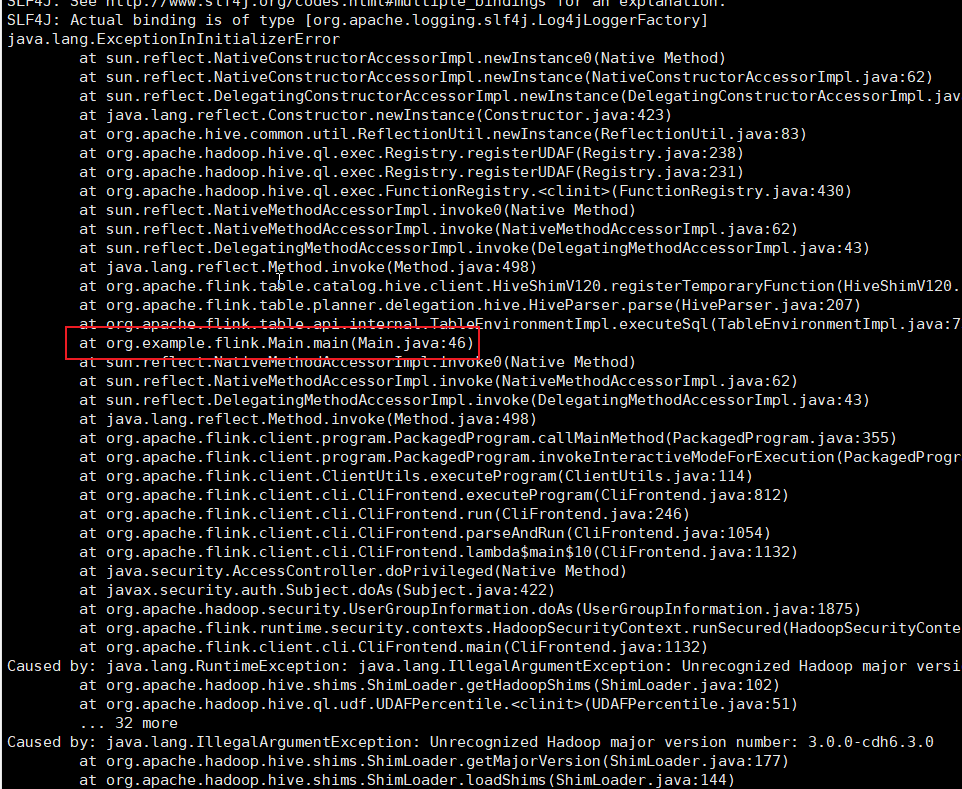 SLF4J: See http://www.slf4j.org/codes.html#multiple_bindings for an explanation.
SLF4J: Actual binding is of type [org.apache.logging.slf4j.Log4jLoggerFactory]
java.lang.ExceptionInInitializerError
at sun.reflect.NativeConstructorAccessorImpl.newInstance0(Native Method)
at sun.reflect.NativeConstructorAccessorImpl.newInstance(NativeConstructorAccessorImpl.java:62)
at sun.reflect.DelegatingConstructorAccessorImpl.newInstance(DelegatingConstructorAccessorImpl.jav
at java.lang.reflect.Constructor.newInstance(Constructor.java:423)
at org.apache.hive.common.util.ReflectionUtil.newInstance(ReflectionUtil.java:83)
at org.apache.hadoop.hive.ql.exec.Registry.registerUDAF(Registry.java:238)
at org.apache.hadoop.hive.ql.exec.Registry.registerUDAF(Registry.java:231)
at org.apache.hadoop.hive.ql.exec.FunctionRegistry.<clinit>(FunctionRegistry.java:430)
at sun.reflect.NativeMethodAccessorImpl.invoke0(Native Method)
at sun.reflect.NativeMethodAccessorImpl.invoke(NativeMethodAccessorImpl.java:62)
at sun.reflect.DelegatingMethodAccessorImpl.invoke(DelegatingMethodAccessorImpl.java:43)
at java.lang.reflect.Method.invoke(Method.java:498)
at org.apache.flink.table.catalog.hive.client.HiveShimV120.registerTemporaryFunction(HiveShimV120.
at org.apache.flink.table.planner.delegation.hive.HiveParser.parse(HiveParser.java:207)
at org.apache.flink.table.api.internal.TableEnvironmentImpl.executeSql(TableEnvironmentImpl.java:7
at org.example.flink.Main.main(Main.java:46)
at sun.reflect.NativeMethodAccessorImpl.invoke0(Native Method)
at sun.reflect.NativeMethodAccessorImpl.invoke(NativeMethodAccessorImpl.java:62)
at sun.reflect.DelegatingMethodAccessorImpl.invoke(DelegatingMethodAccessorImpl.java:43)
at java.lang.reflect.Method.invoke(Method.java:498)
at org.apache.flink.client.program.PackagedProgram.callMainMethod(PackagedProgram.java:355)
at org.apache.flink.client.program.PackagedProgram.invokeInteractiveModeForExecution(PackagedProgr
at org.apache.flink.client.ClientUtils.executeProgram(ClientUtils.java:114)
at org.apache.flink.client.cli.CliFrontend.executeProgram(CliFrontend.java:812)
at org.apache.flink.client.cli.CliFrontend.run(CliFrontend.java:246)
at org.apache.flink.client.cli.CliFrontend.parseAndRun(CliFrontend.java:1054)
at org.apache.flink.client.cli.CliFrontend.lambda$main$10(CliFrontend.java:1132)
at java.security.AccessController.doPrivileged(Native Method)
at javax.security.auth.Subject.doAs(Subject.java:422)
at org.apache.hadoop.security.UserGroupInformation.doAs(UserGroupInformation.java:1875)
at org.apache.flink.runtime.security.contexts.HadoopSecurityContext.runSecured(HadoopSecurityConte
at org.apache.flink.client.cli.CliFrontend.main(CliFrontend.java:1132)
Caused by: java.lang.RuntimeException: java.lang.IllegalArgumentException: Unrecognized Hadoop major versi
at org.apache.hadoop.hive.shims.ShimLoader.getHadoopShims(ShimLoader.java:102)
at org.apache.hadoop.hive.ql.udf.UDAFPercentile.<clinit>(UDAFPercentile.java:51)
... 32 more
Caused by: java.lang.IllegalArgumentException: Unrecognized Hadoop major version number: 3.0.0-cdh6.3.0
at org.apache.hadoop.hive.shims.ShimLoader.getMajorVersion(ShimLoader.java:177)
at org.apache.hadoop.hive.shims.ShimLoader.loadShims(ShimLoader.java:144)